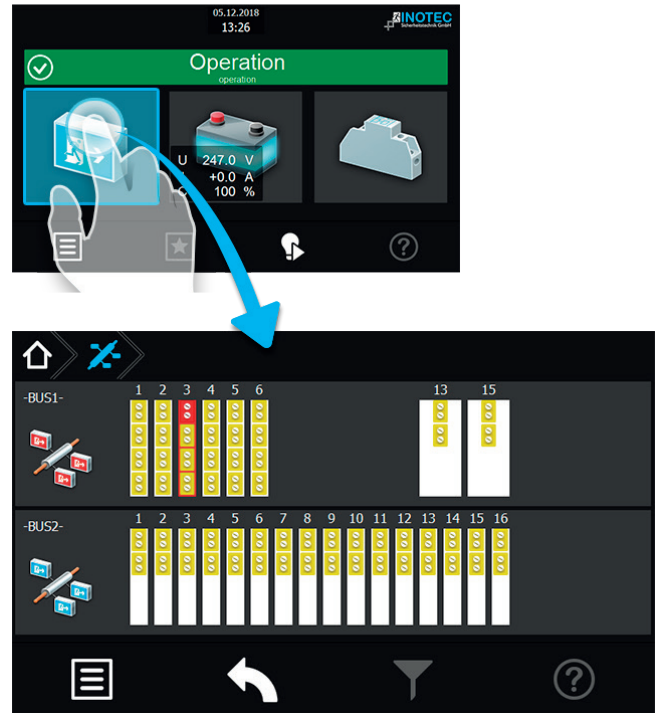 05.12.2018
13:26
INOTEC
Sicherheitstechnik GmbH
Operation
operation
U 247.0 V
+0.0 A
C 100 %
-BUS1-
1 2 3 4 5 6 13 15
-BUS2-
1 2 3 4 5 6 7 8 9 10 11 12 13 14 15 16